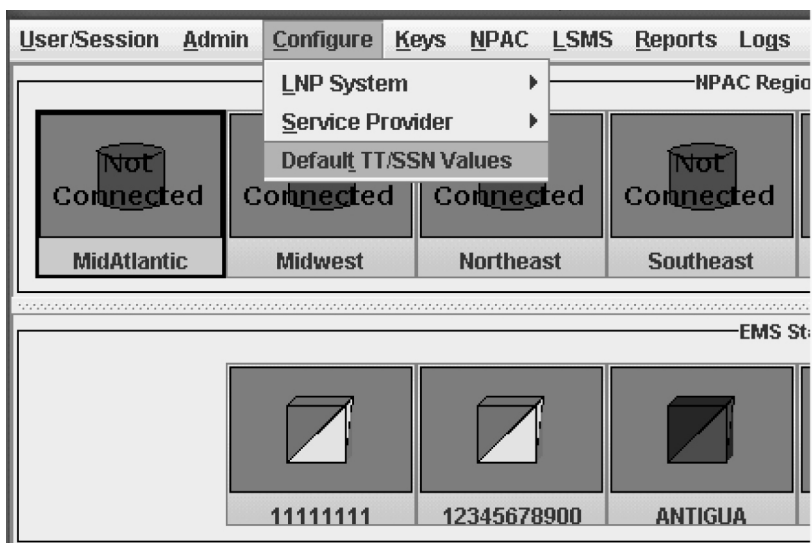 User/Session Admin Configure Keys NPAC LSMS Reports Logs
LNP System
Service Provider
Default TT/SSN Values
NPAC Regio
Not Connected
Connected
Connected
Not Connected
MidAtlantic Midwest Northeast Southeast
EMS St
11111111 12345678900 ANTIGUA